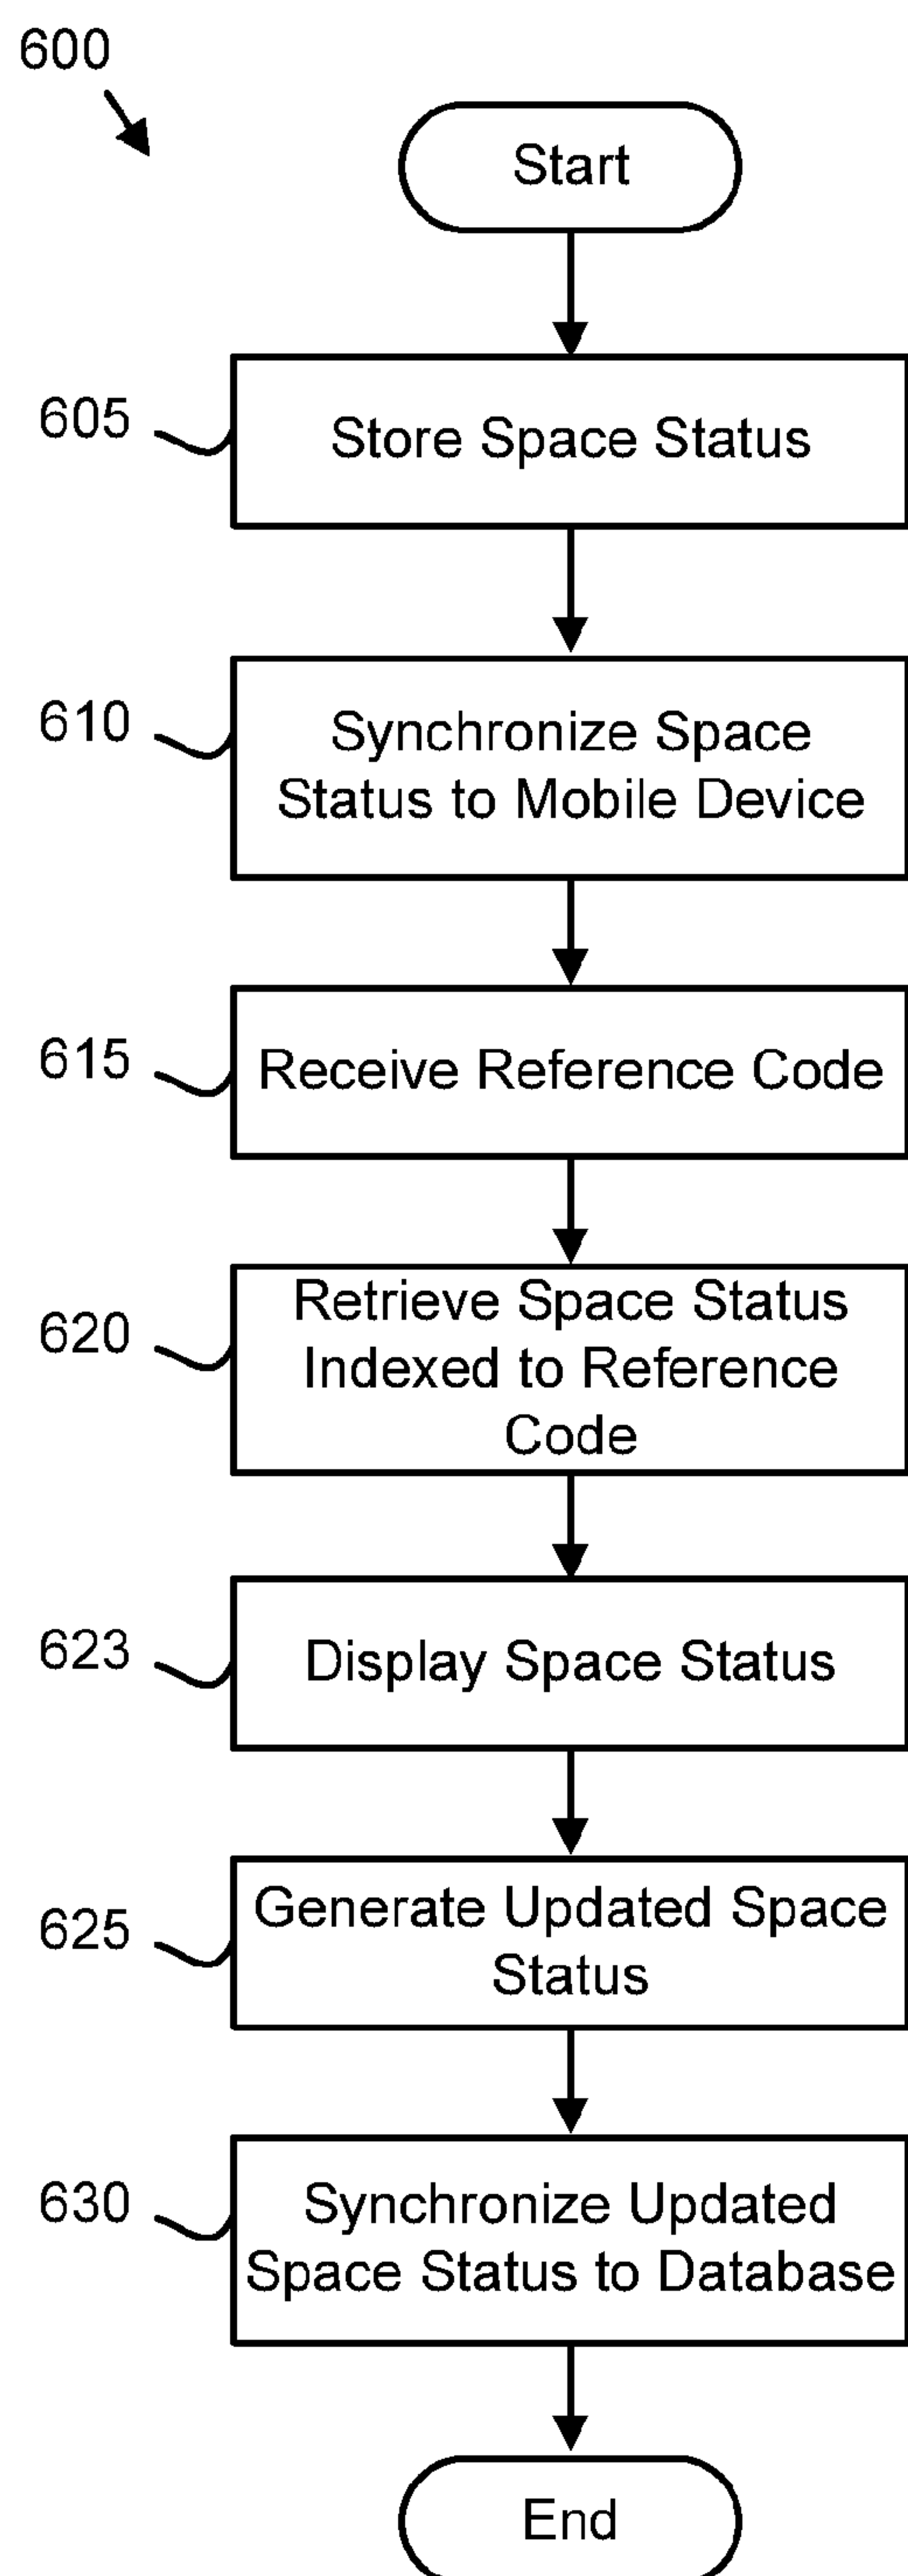 600
Start
605
Store Space Status
610
Synchronize Space
Status to Mobile Device
615
Receive Reference Code
620
Retrieve Space Status
Indexed to Reference
Code
623
Display Space Status
625
Generate Updated Space
Status
630
Synchronize Updated
Space Status to Database
End